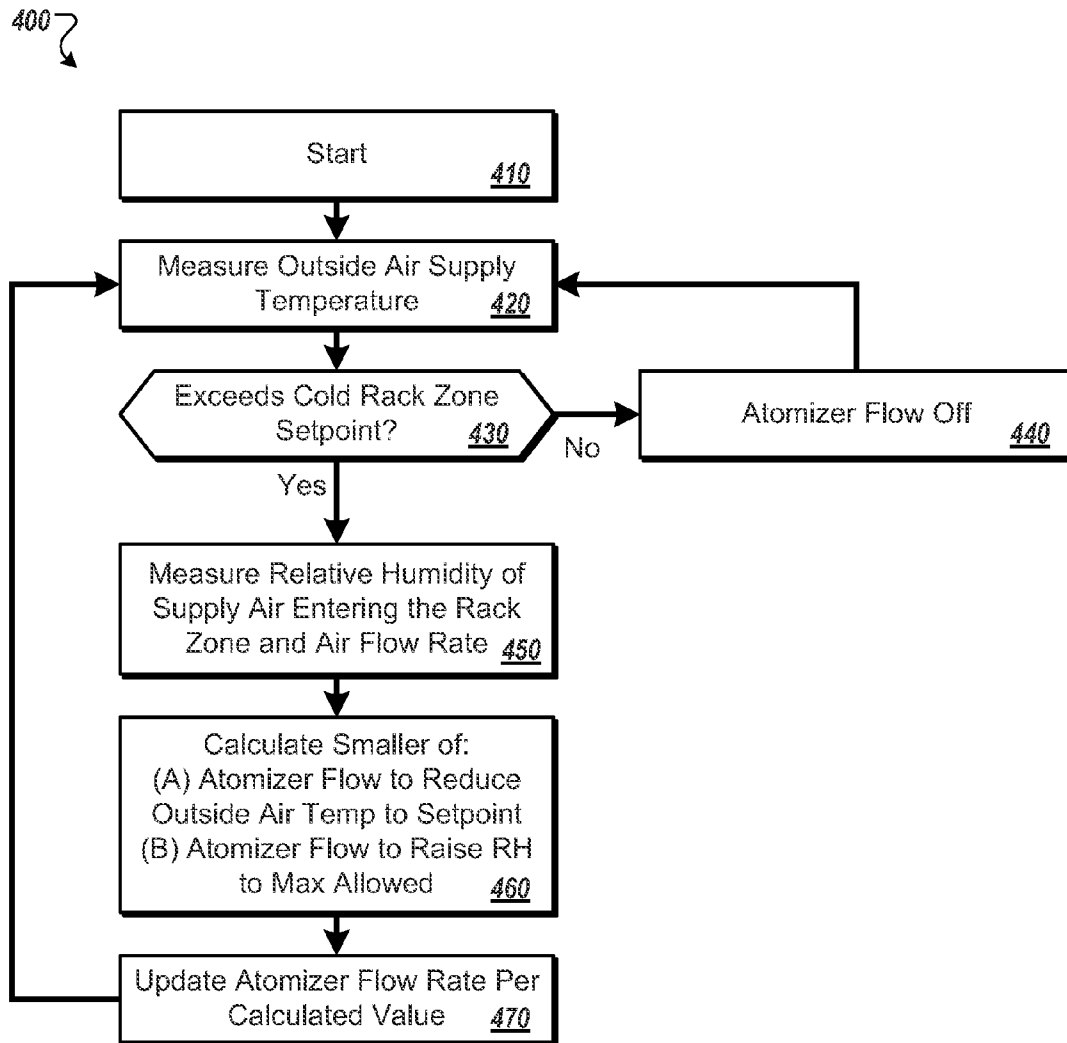 400
Start
410
Measure Outside Air Supply
Temperature
420
Exceeds Cold Rack Zone
Setpoint?
430
No
Atomizer Flow Off
440
Yes
Measure Relative Humidity of
Supply Air Entering the Rack
Zone and Air Flow Rate
450
Calculate Smaller of:
(A) Atomizer Flow to Reduce
Outside Air Temp to Setpoint
(B) Atomizer Flow to Raise RH
to Max Allowed
460
Update Atomizer Flow Rate Per
Calculated Value
470